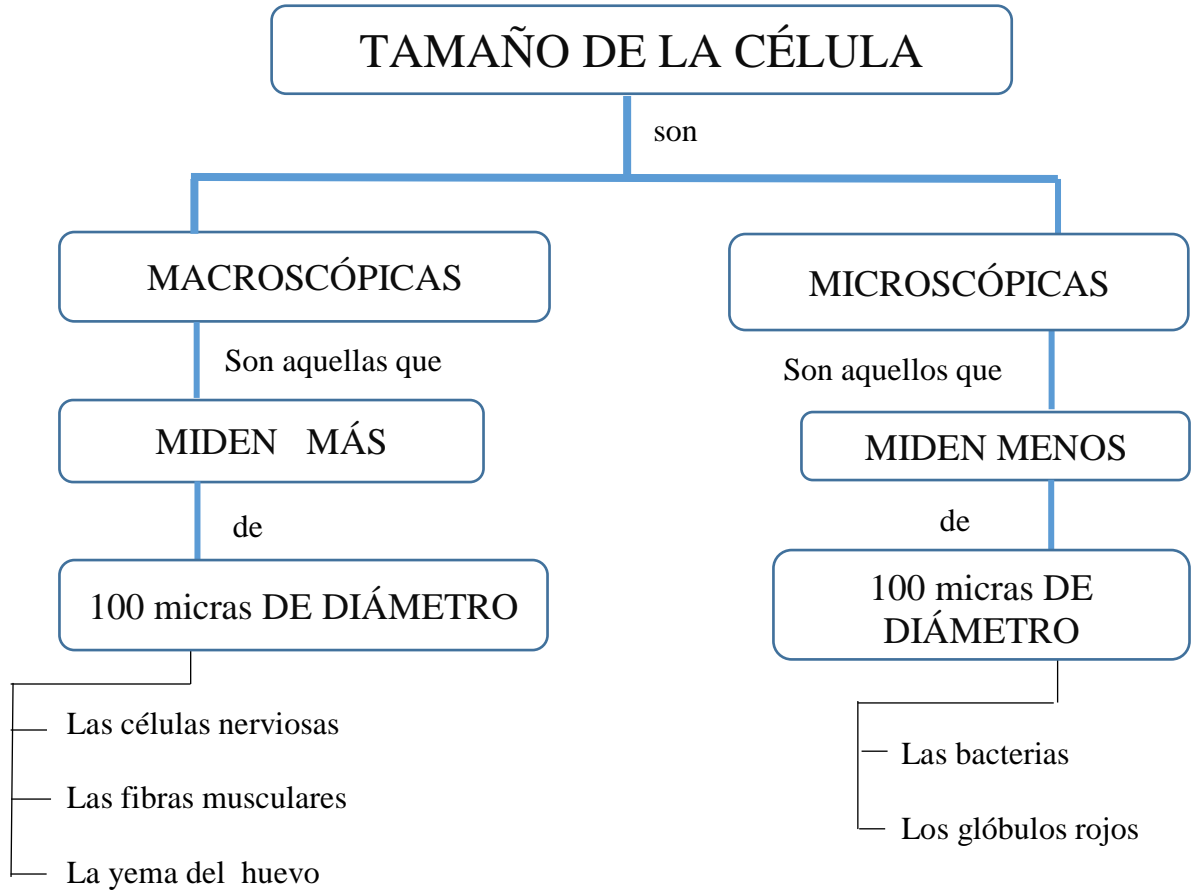 TAMAÑO DE LA CÉLULA
son
MACROSCÓPICAS
Son aquellas que
MIDEN MÁS
de
100 micras DE DIÁMETRO
Las células nerviosas
Las fibras musculares
La yema del huevo
MICROSCÓPICAS
Son aquellos que
MIDEN MENOS
de
100 micras DE
DIÁMETRO
Las bacterias
Los glóbulos rojos